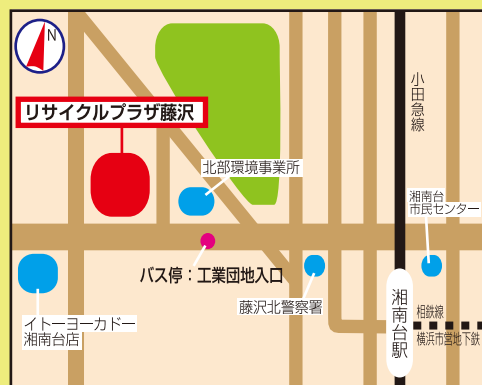 N
リサイクルプラザ藤沢
小田急線
北部環境事業所
湘南台
市民センター
バス停：工業団地入口
藤沢北警察署
イトーヨーカドー
湘南台店
湘南台駅
相鉄線
横浜市営地下鉄